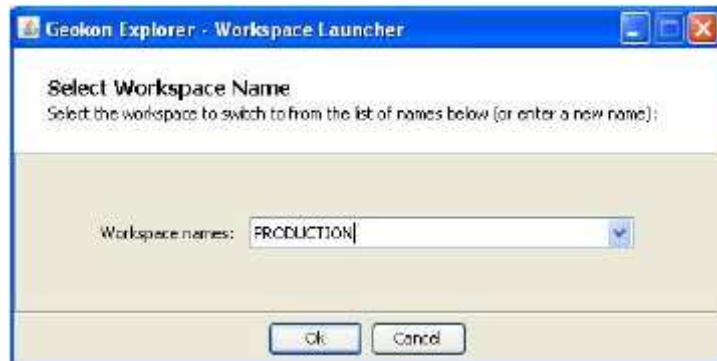 Geokon Explorer - Workspace Launcher
Select Workspace Name
Select the workspace to switch to from the list of names below (or enter a new name):
Workspace names: PRODUCTION
Ok Cancel